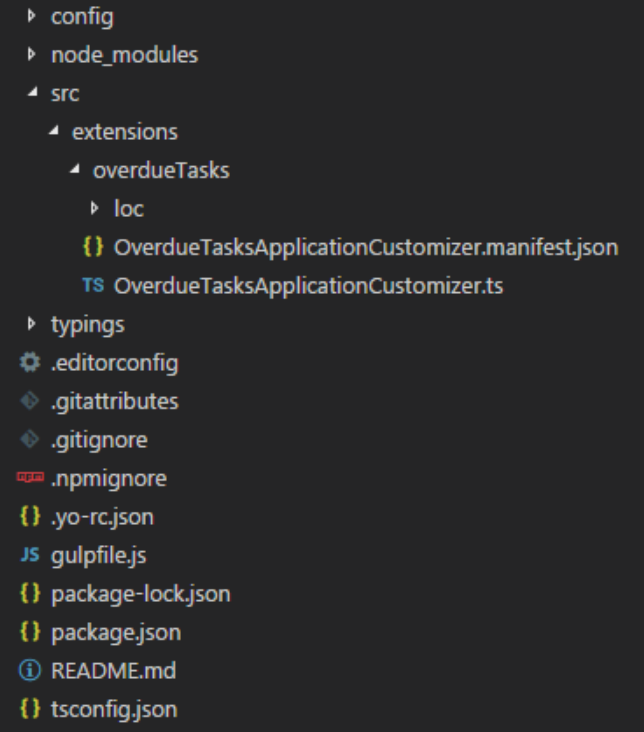 config
node_modules
src
extensions
overdueTasks
loc
{} OverdueTasksApplicationCustomizer.manifest.json
TS OverdueTasksApplicationCustomizer.ts
typings
.editorconfig
.gitattributes
.gitignore
.npmignore
{} .yo-rc.json
JS gulpfile.js
{} package-lock.json
{} package.json
README.md
{} tsconfig.json